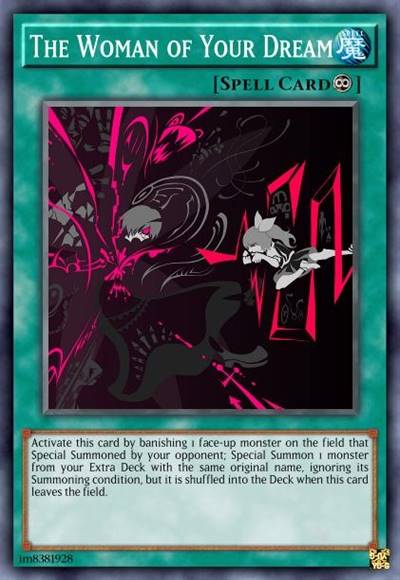 THE WOMAN OF YOUR DREAM
SPELL
魔
[SPELL CARD]
Activate this card by banishing 1 face-up monster on the field that
Special Summoned by your opponent; Special Summon 1 monster
from your Extra Deck with the same original name, ignoring its
Summoning condition, but it is shuffled into the Deck when this card
leaves the field.
im8381928